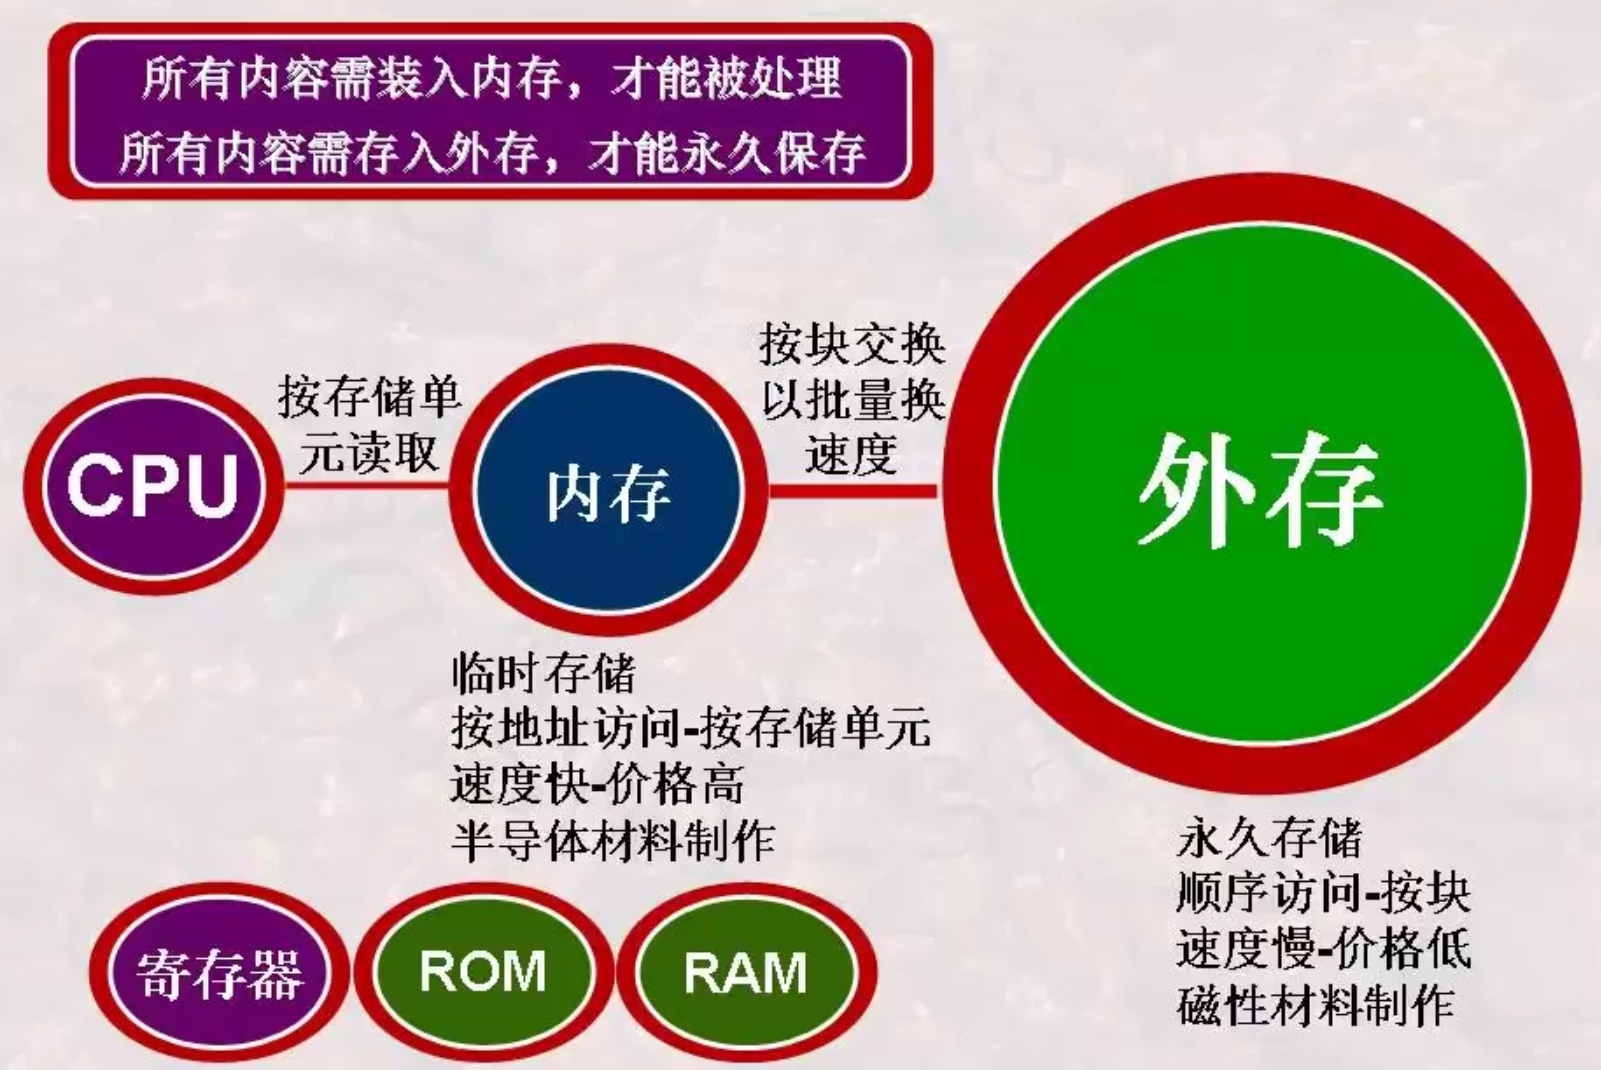 所有内容需装入内存，才能被处理
所有内容需存入外存，才能永久保存
CPU
按存储单
元读取
内存
按块交换
以批量换
速度
外存
临时存储
按地址访问-按存储单元
速度快-价格高
半导体材料制作
永久存储
顺序访问-按块
速度慢-价格低
磁性材料制作
寄存器
ROM
RAM